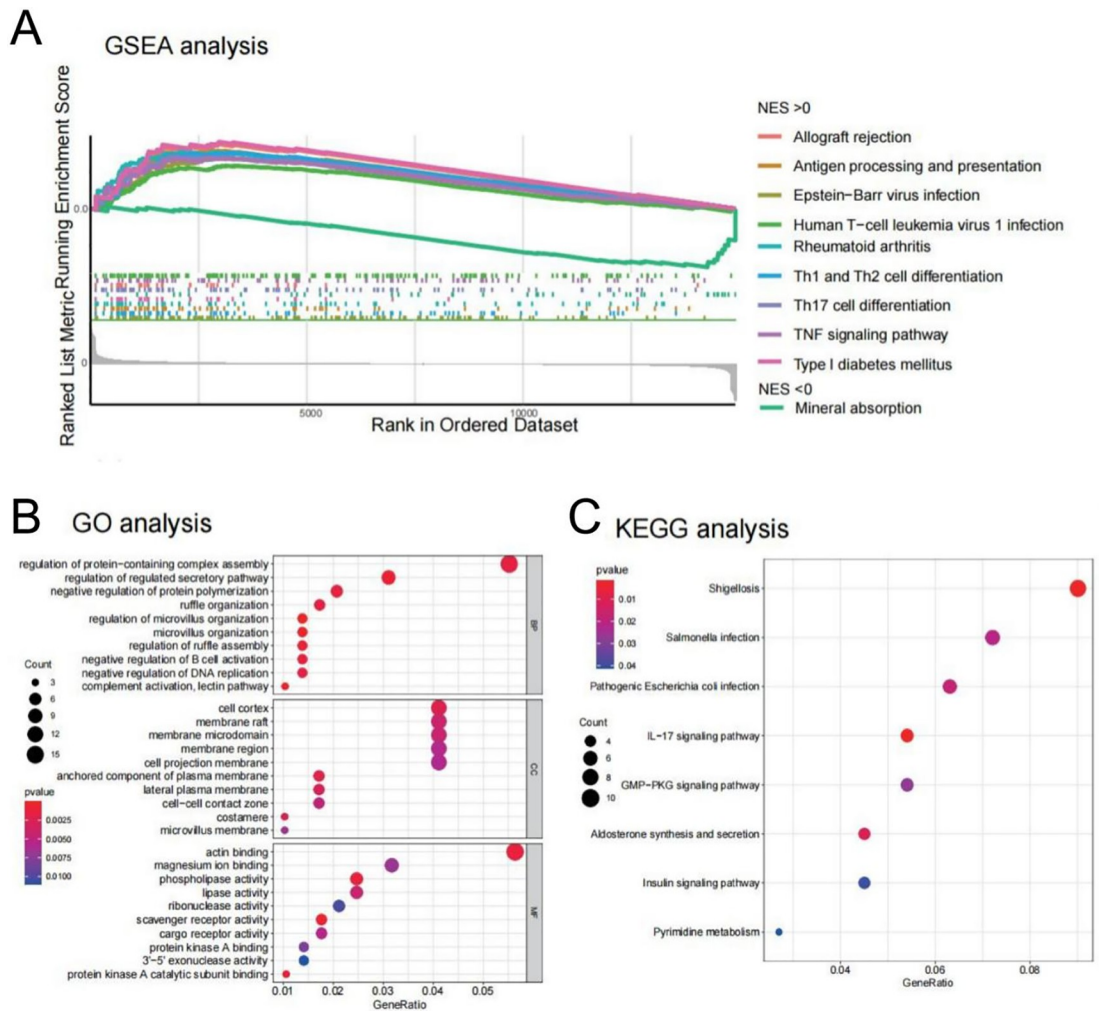 A
GSEA analysis
Running Enrichment Score
Ranked List Metric
0.0
0
5000
10000
Rank in Ordered Dataset
NES >0
Allograft rejection
Antigen processing and presentation
Epstein−Barr virus infection
Human T−cell leukemia virus 1 infection
Rheumatoid arthritis
Th1 and Th2 cell differentiation
Th17 cell differentiation
TNF signaling pathway
Type I diabetes mellitus
NES <0
Mineral absorption
B
GO analysis
regulation of protein-containing complex assembly
regulation of regulated secretory pathway
negative regulation of protein polymerization
ruffle organization
regulation of microvillus organization
microvillus organization
regulation of ruffle assembly
negative regulation of B cell activation
negative regulation of DNA replication
complement activation, lectin pathway
BP
cell cortex
membrane raft
membrane microdomain
membrane region
cell projection membrane
anchored component of plasma membrane
lateral plasma membrane
cell-cell contact zone
costamere
microvillus membrane
CC
actin binding
magnesium ion binding
phospholipase activity
lipase activity
ribonuclease activity
scavenger receptor activity
cargo receptor activity
protein kinase A binding
3'−5' exonuclease activity
protein kinase A catalytic subunit binding
MF
0.01 0.02 0.03 0.04 0.05
GeneRatio
Count
3
6
9
12
15
pvalue
0.0025
0.0050
0.0075
0.0100
C
KEGG analysis
pvalue
0.01
0.02
0.03
0.04
Count
4
6
8
10
Shigellosis
Salmonella infection
Pathogenic Escherichia coli infection
IL−17 signaling pathway
GMP−PKG signaling pathway
Aldosterone synthesis and secretion
Insulin signaling pathway
Pyrimidine metabolism
0.04 0.06 0.08
GeneRatio